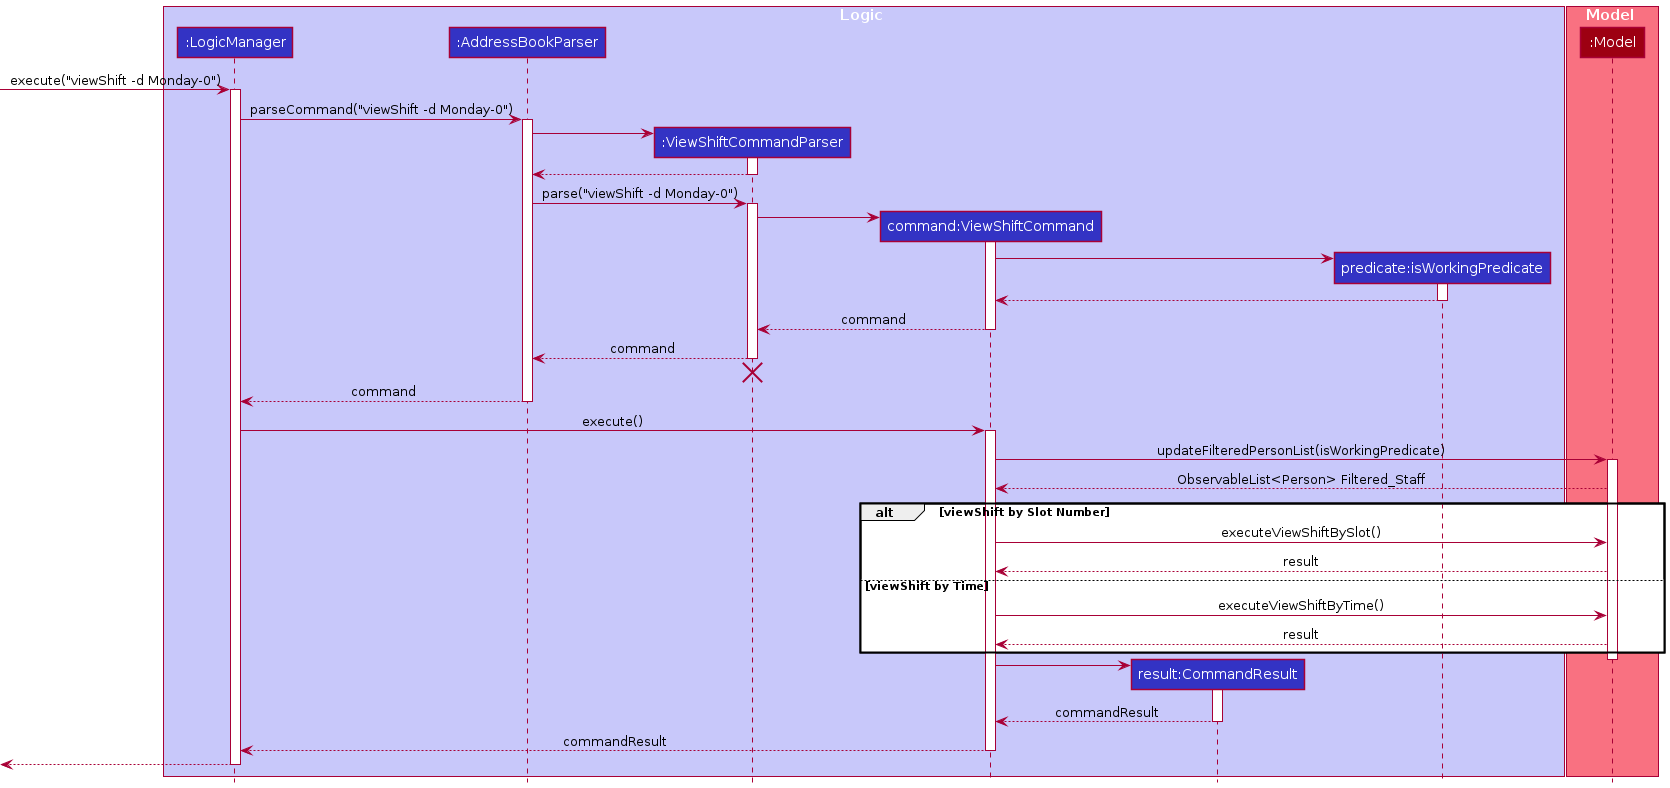 Logic
Model
:LogicManager
:AddressBookParser
:Model
execute("viewShift -d Monday-0")
parseCommand("viewShift -d Monday-0")
:ViewShiftCommandParser
parse("viewShift -d Monday-0")
command:ViewShiftCommand
predicate:isWorkingPredicate
command
command
command
execute()
updateFilteredPersonList(isWorkingPredicate)
ObservableList<Person> Filtered_Staff
alt
[viewShift by Slot Number]
executeViewShiftBySlot()
result
[viewShift by Time]
executeViewShiftByTime()
result
result:CommandResult
commandResult
commandResult